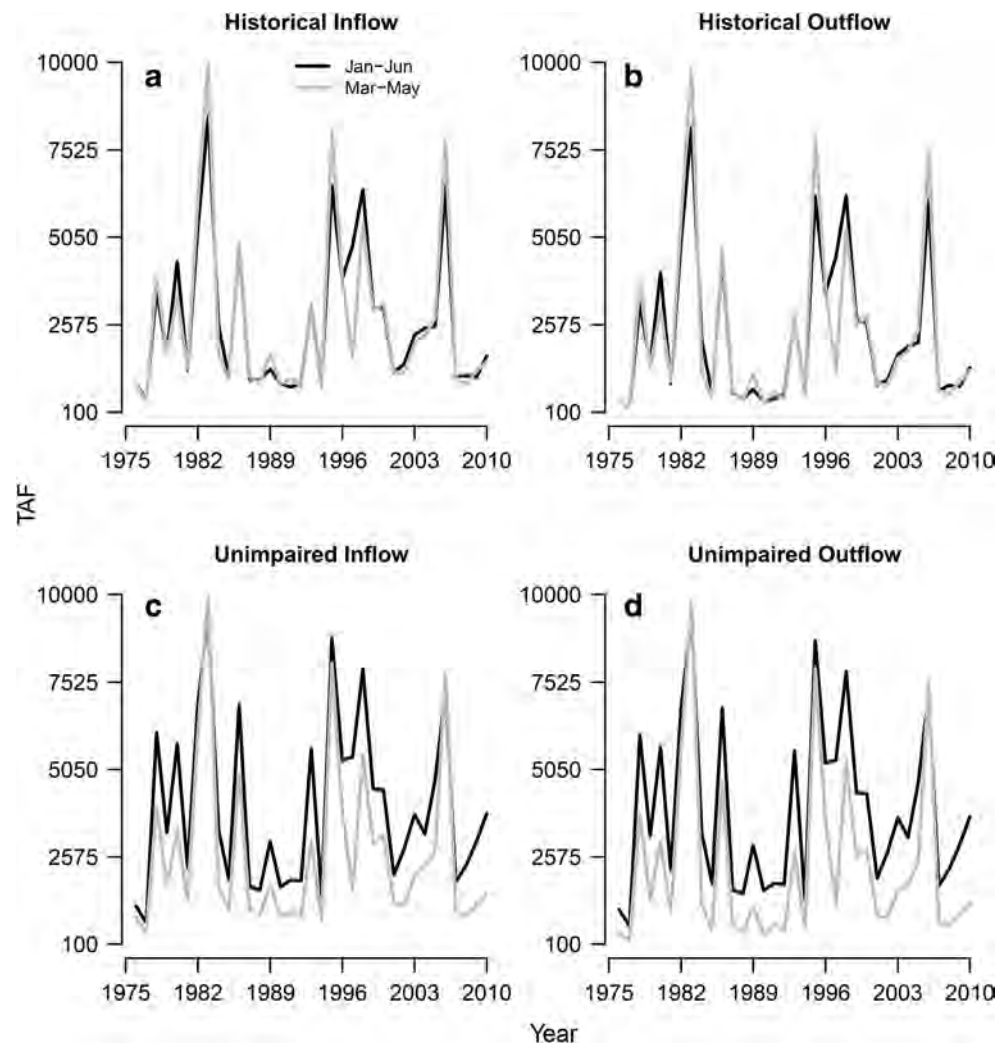 Historical Inflow
a
Jan-Jun
Mar-May
10000
7525
5050
2575
100
1975 1982 1989 1996 2003 2010
Historical Outflow
b
10000
7525
5050
2575
100
1975 1982 1989 1996 2003 2010
TAF
Unimpaired Inflow
c
10000
7525
5050
2575
100
1975 1982 1989 1996 2003 2010
Unimpaired Outflow
d
10000
7525
5050
2575
100
1975 1982 1989 1996 2003 2010
Year